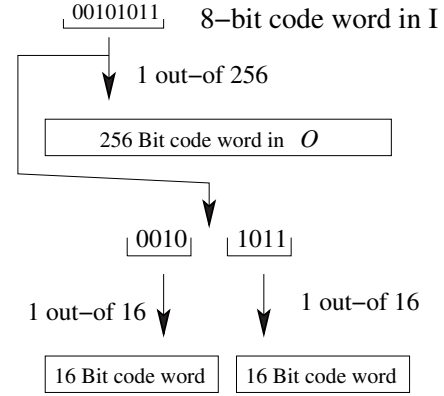 00101011 8−bit code word in I
1 out−of 256
256 Bit code word in O
0010 1011
1 out−of 16 1 out−of 16
16 Bit code word 16 Bit code word